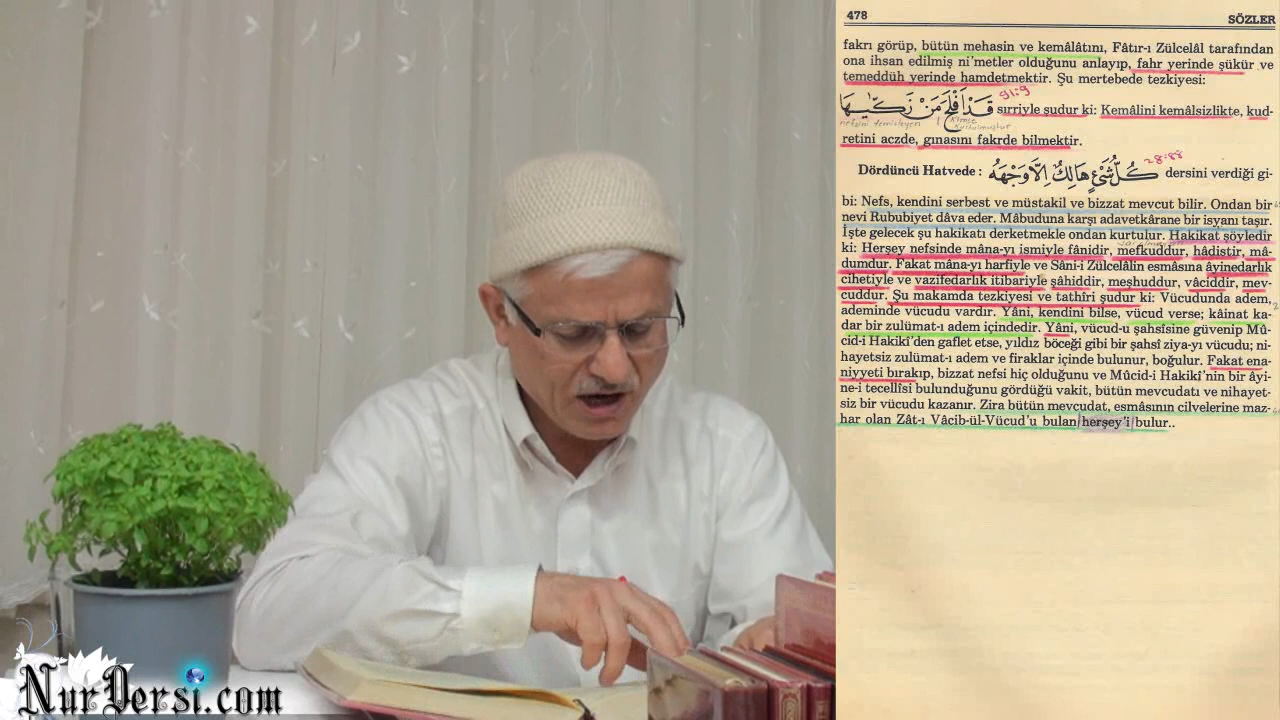 478
SÖZLER
fakrı görüp, bütün mehasin ve kemâlâtını, Fâtır-ı Zülcelâl tarafından
ona ihsan edilmiş ni'metler olduğunu anlayıp, fahr yerinde şükür ve
temeddüh yerinde hamdetmektir. Şu mertebede tezkiyesi:
91:9
قَدْ اَفْلَحَ مَنْ زَكّٰيهَا sırriyle şudur ki: Kemâlini kemâlsizlikte, kud-
nefsini temizleyen kimse kurtulmuştur
retini aczde, gınasını fakrde bilmektir.
28:88
Dördüncü Hatvede : كُلُّ شَيْءٍ هَالِكٌ اِلَّا وَجْهَهُ dersini verdiği gi-
bi: Nefs, kendini serbest ve müstakil ve bizzat mevcut bilir. Ondan bir
nevi Rububiyet dâva eder. Mâbuduna karşı adavetkârane bir isyanı taşır.
İşte gelecek şu hakikatı derketmekle ondan kurtulur. Hakikat şöyledir
ki: Herşey nefsinde mâna-yı ismiyle fânidir, mefkuddur, hâdistir, mâ-
dumdur. Fakat mâna-yı harfiyle ve Sâni-i Zülcelâlin esmâsına âyinedarlık
cihetiyle ve vazifedarlık itibariyle şâhiddir, meşhuddur, vâciddir, mev-
cuddur. Şu makamda tezkiyesi ve tathîri şudur ki: Vücudunda adem,
ademinde vücudu vardır. Yâni, kendini bilse, vücud verse; kâinat ka-
dar bir zulümat-ı adem içindedir. Yâni, vücud-u şahsîsine güvenip Mû-
cid-i Hakikî'den gaflet etse, yıldız böceği gibi bir şahsî ziya-yı vücudu; ni-
hayetsiz zulümat-ı adem ve firaklar içinde bulunur, boğulur. Fakat ena-
niyyeti bırakıp, bizzat nefsi hiç olduğunu ve Mûcid-i Hakikî'nin bir âyi-
ne-i tecellîsi bulunduğunu gördüğü vakit, bütün mevcudatı ve nihayet-
siz bir vücudu kazanır. Zira bütün mevcudat, esmâsının cilvelerine maz-
har olan Zât-ı Vâcib-ül-Vücud'u bulan herşey'i bulur..
NurDersi.com